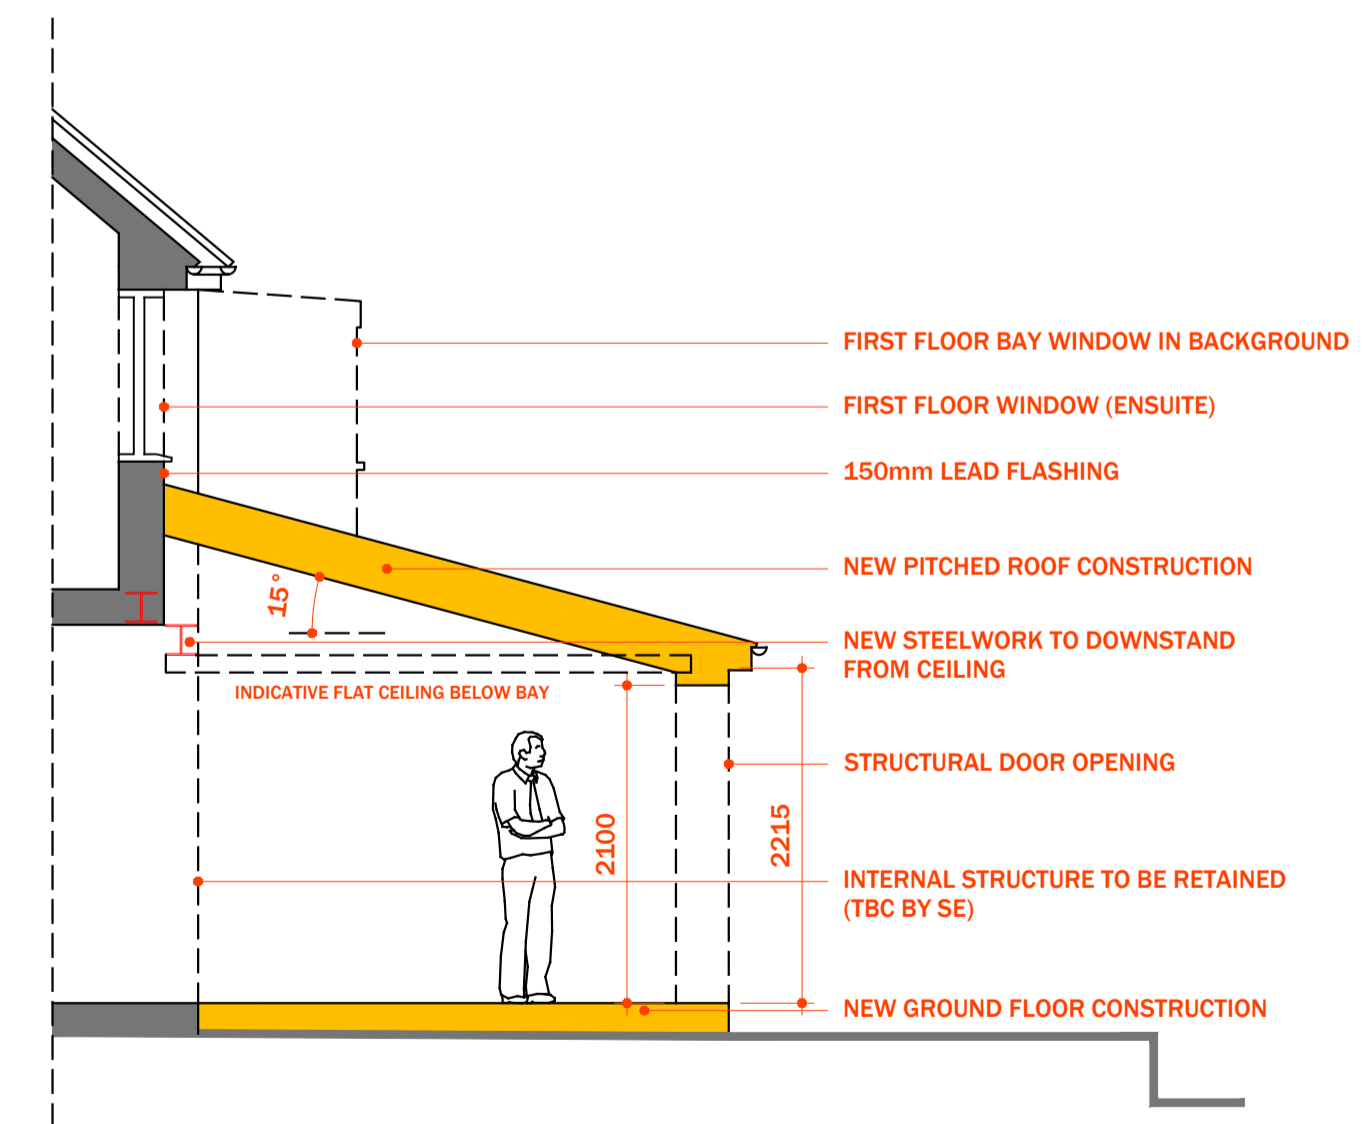 FIRST FLOOR BAY WINDOW IN BACKGROUND
FIRST FLOOR WINDOW (ENSUITE)
150mm LEAD FLASHING
NEW PITCHED ROOF CONSTRUCTION
15°
NEW STEELWORK TO DOWNSTAND
FROM CEILING
INDICATIVE FLAT CEILING BELOW BAY
STRUCTURAL DOOR OPENING
2100
2215
INTERNAL STRUCTURE TO BE RETAINED
(TBC BY SE)
NEW GROUND FLOOR CONSTRUCTION